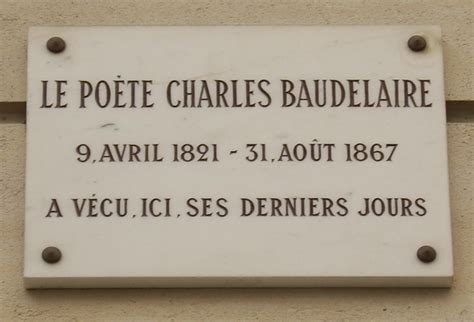 LE POÈTE CHARLES BAUDELAIRE
9.AVRIL 1821 - 31.AOÛT 1867
A VÉCU.ICI.SES DERNIERS JOURS